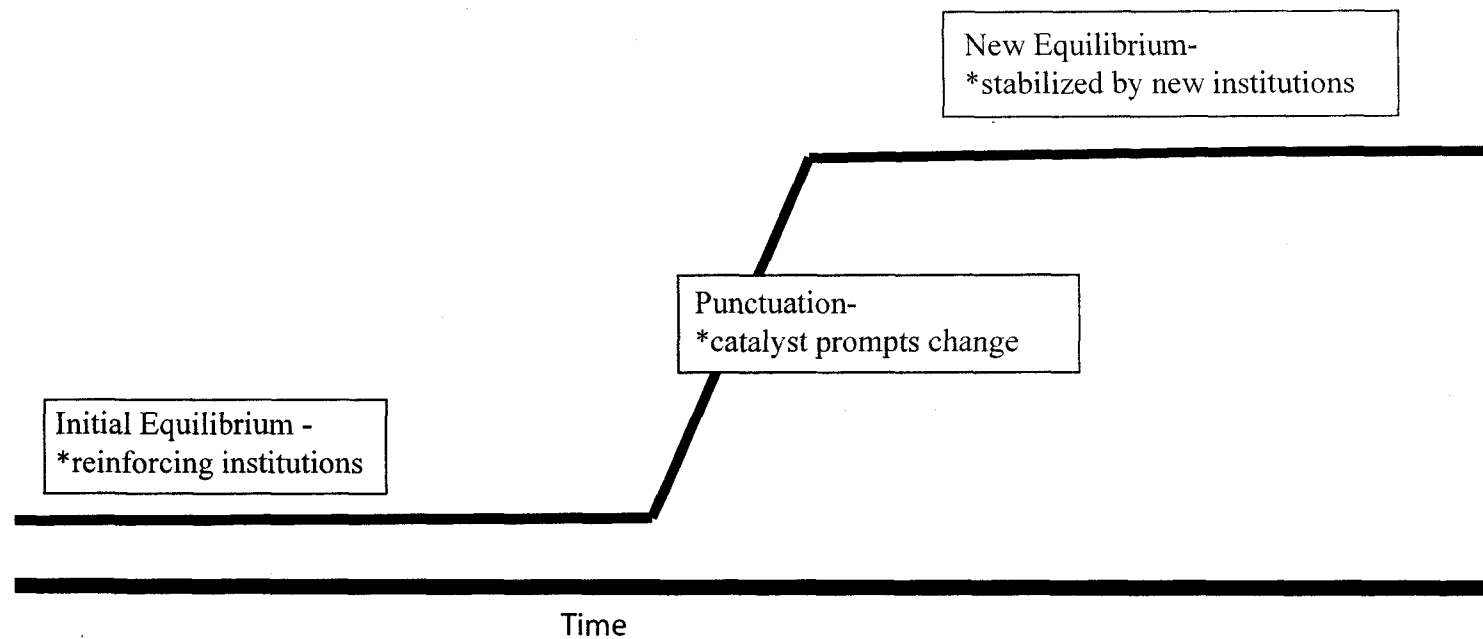 New Equilibrium-
*stabilized by new institutions
Punctuation-
*catalyst prompts change
Initial Equilibrium -
*reinforcing institutions
Time